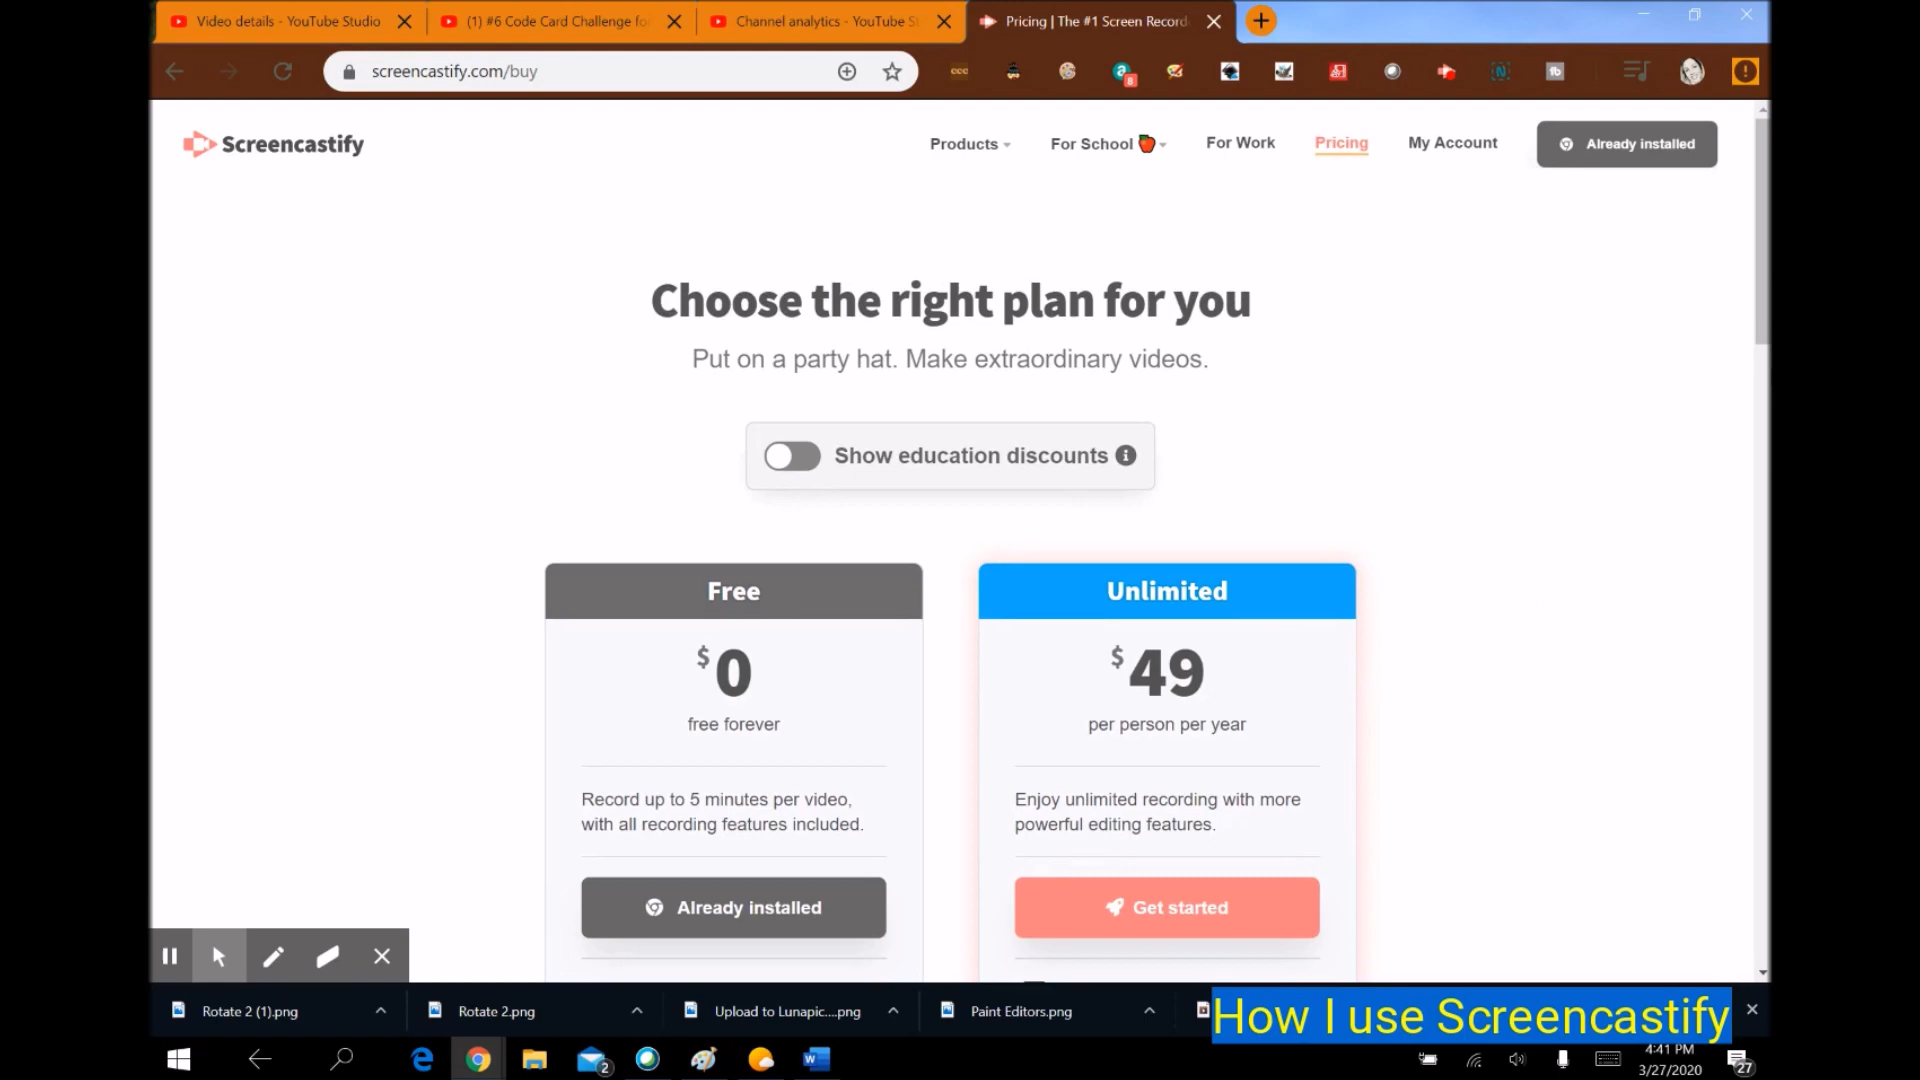 Video details - YouTube Studio
(1) #6 Code Card Challenge fo
Channel analytics - YouTube St
Pricing | The #1 Screen Record
screencastify.com/buy
ccc
a
8
N
fb
Screencastify
Products
For School
For Work
Pricing
My Account
Already installed
Choose the right plan for you
Put on a party hat. Make extraordinary videos.
Show education discounts
Free
$0
free forever
Record up to 5 minutes per video,
with all recording features included.
Already installed
Unlimited
$49
per person per year
Enjoy unlimited recording with more
powerful editing features.
Get started
Rotate 2 (1).png
Rotate 2.png
Upload to Lunapic....png
Paint Editors.png
How I use Screencastify
2
4:41 PM
3/27/2020
27